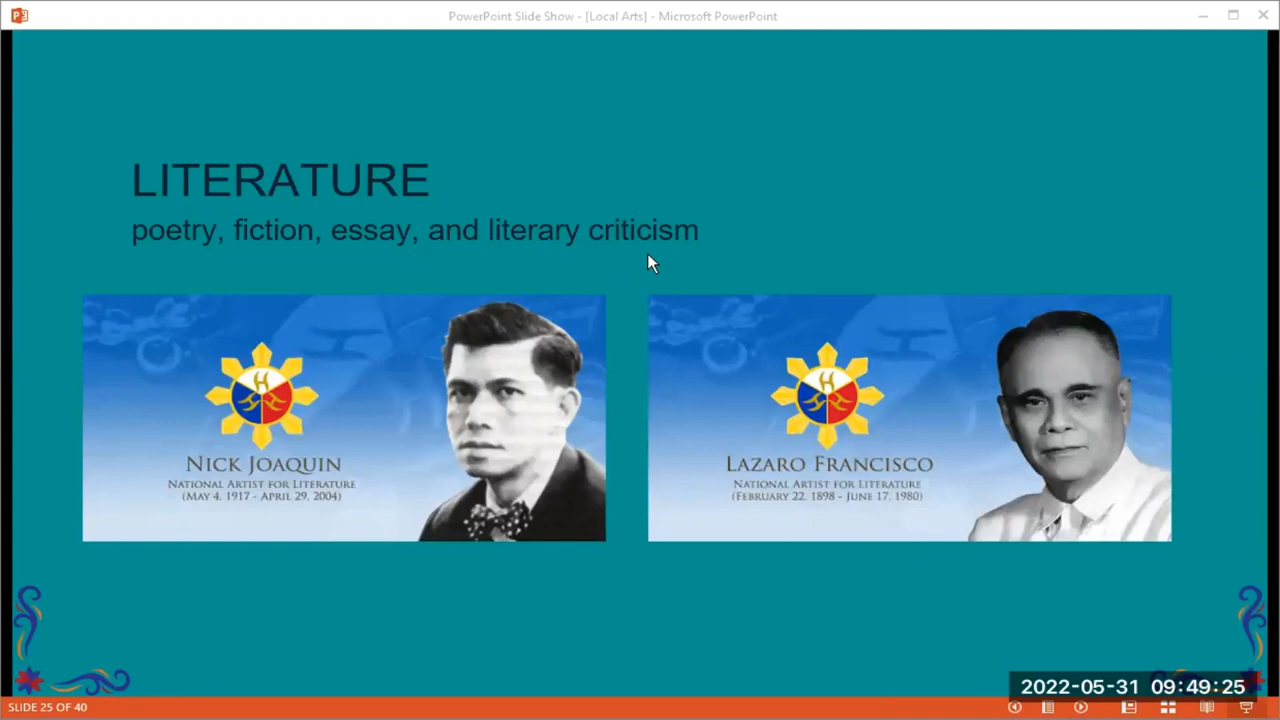 PowerPoint Slide Show - [Local Arts] - Microsoft PowerPoint
LITERATURE
poetry, fiction, essay, and literary criticism
NICK JOAQUIN
NATIONAL ARTIST FOR LITERATURE
(MAY 4, 1917 - APRIL 29, 2004)
LAZARO FRANCISCO
NATIONAL ARTIST FOR LITERATURE
(FEBRUARY 22, 1898 - JUNE 17, 1980)
2022-05-31 09:49:25
SLIDE 25 OF 40